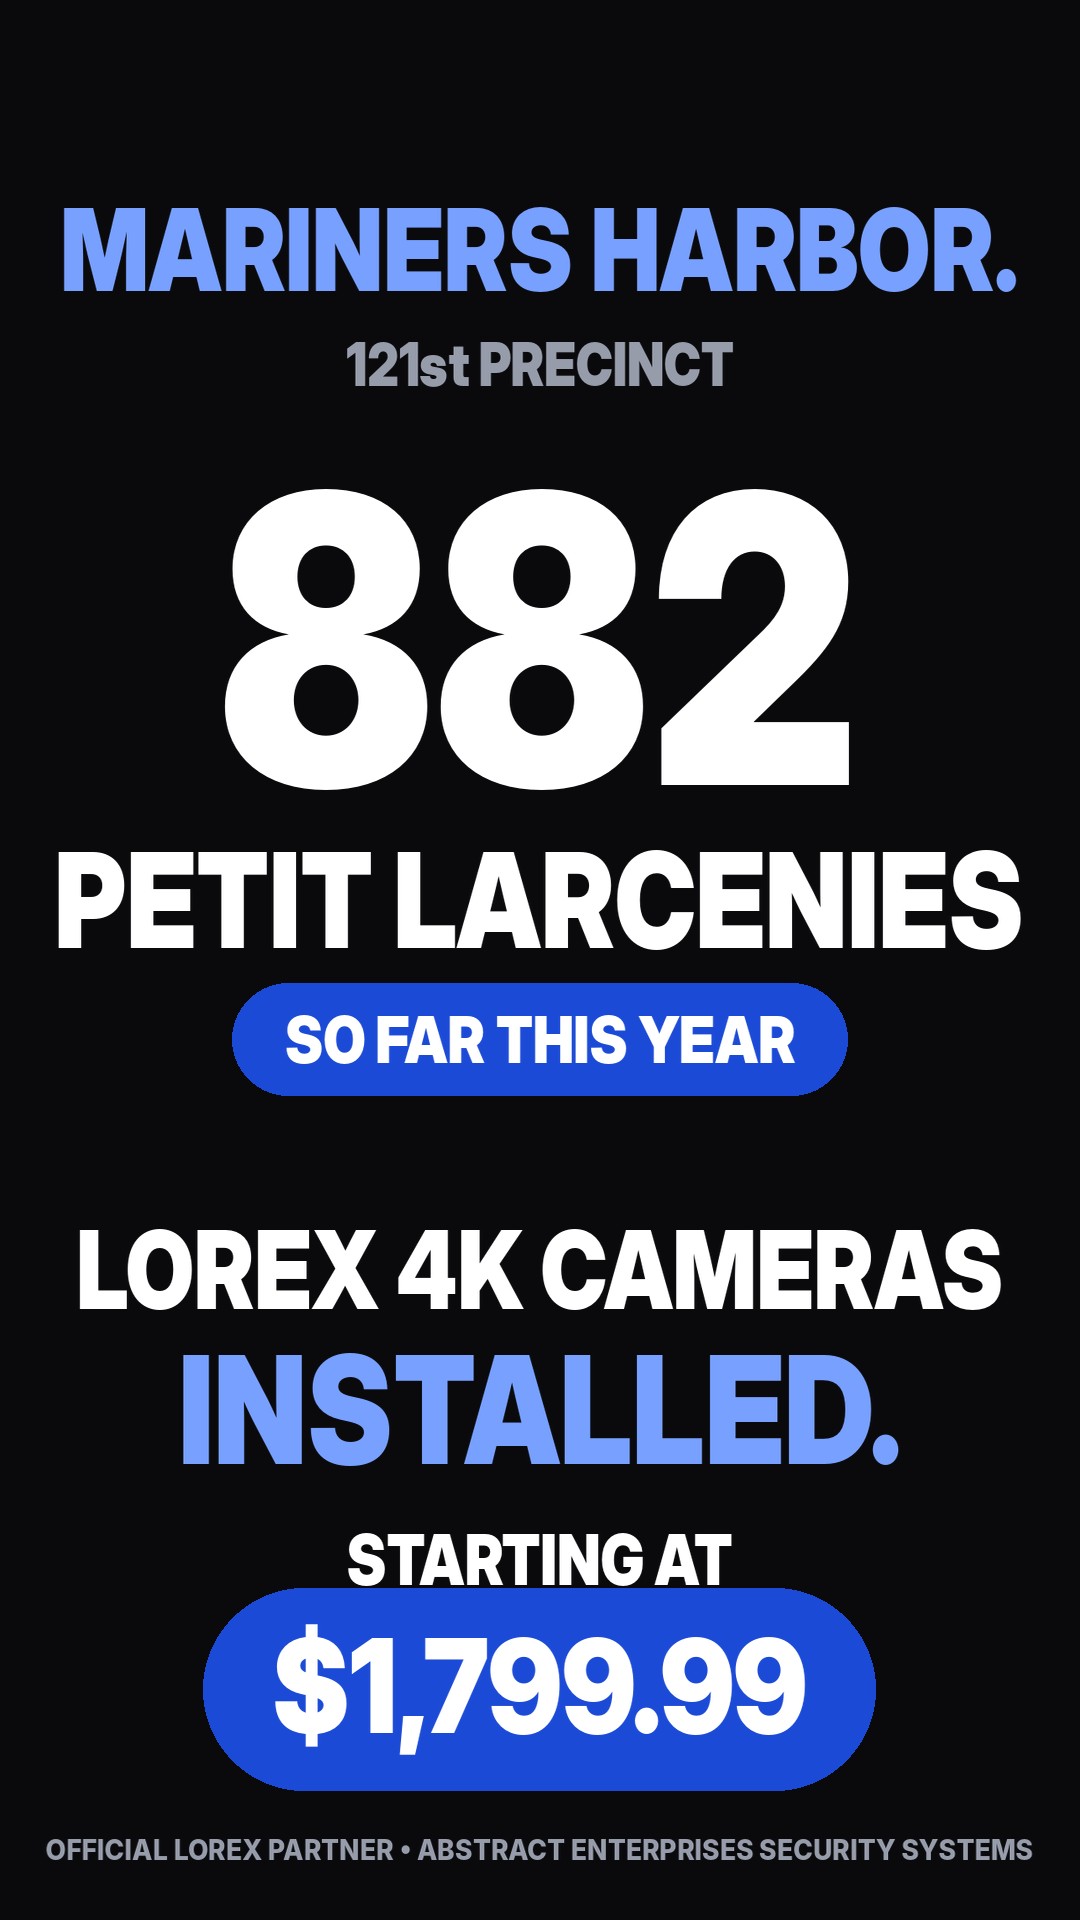 MARINERS HARBOR.
121st PRECINCT
882
PETIT LARCENIES
SO FAR THIS YEAR
LOREX 4K CAMERAS
INSTALLED.
STARTING AT
$1,799.99
OFFICIAL LOREX PARTNER • ABSTRACT ENTERPRISES SECURITY SYSTEMS